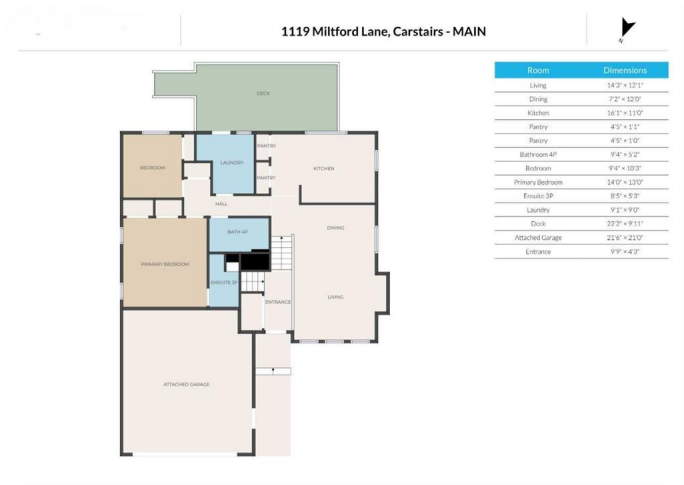 1119 Miltford Lane, Carstairs - MAIN
N
Room Dimensions
Living 14'3" × 12'1"
Dining 7'2" × 12'0"
Kitchen 16'1" × 11'0"
Pantry 4'5" × 1'1"
Pantry 4'5" × 1'0"
Bathroom 4P 9'4" × 5'2"
Bedroom 9'4" × 10'3"
Primary Bedroom 14'0" × 13'0"
Ensuite 3P 8'5" × 5'3"
Laundry 9'1" × 9'0"
Deck 22'2" × 9'11"
Attached Garage 21'6" × 21'0"
Entrance 9'9" × 4'3"
DECK
BEDROOM
LAUNDRY
PANTRY
KITCHEN
PANTRY
HALL
BATH 4P
DINING
PRIMARY BEDROOM
ENSUITE 3P
ENTRANCE
LIVING
ATTACHED GARAGE